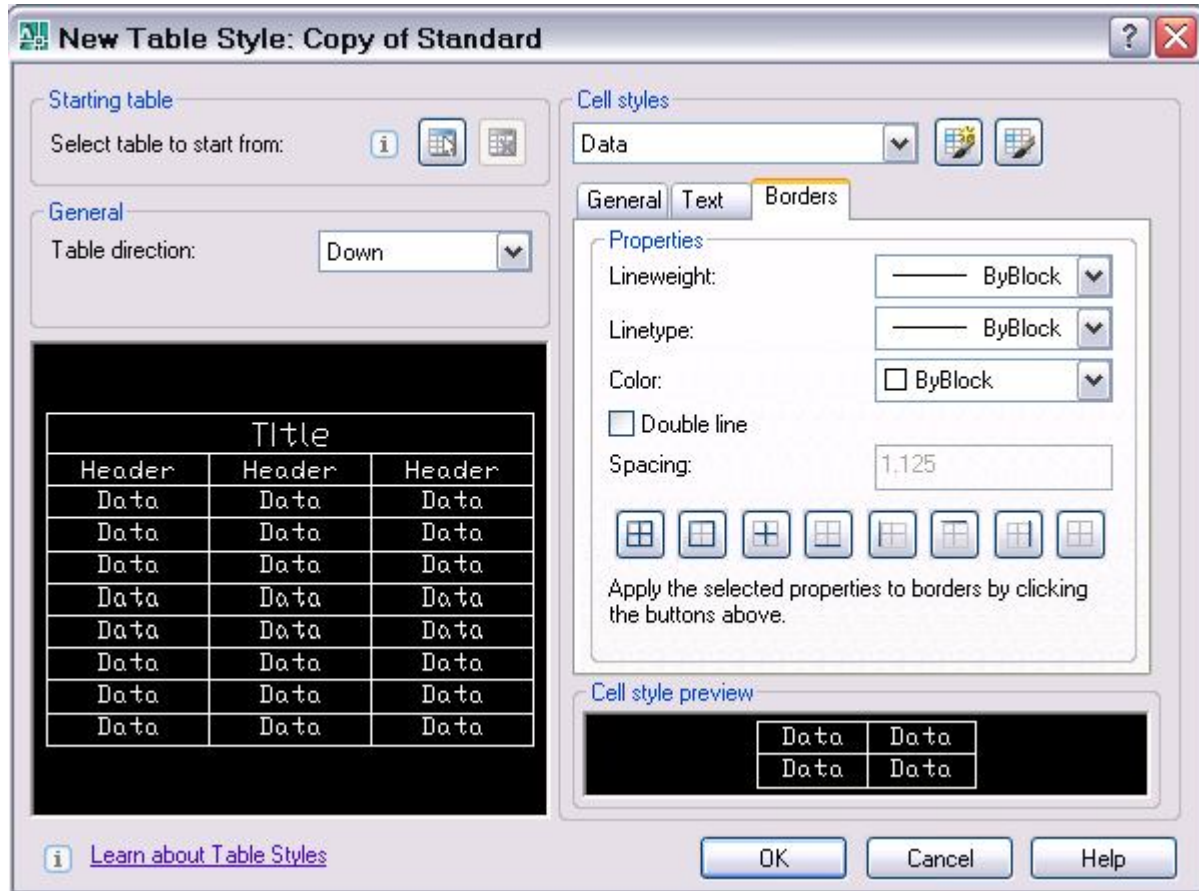 New Table Style: Copy of Standard
Starting table
Select table to start from:
General
Table direction: Down
Title
Header Header Header
Data Data Data
Data Data Data
Data Data Data
Data Data Data
Data Data Data
Data Data Data
Data Data Data
Data Data Data
Learn about Table Styles
Cell styles
Data
General Text Borders
Properties
Lineweight: ByBlock
Linetype: ByBlock
Color: ByBlock
Double line
Spacing: 1.125
Apply the selected properties to borders by clicking
the buttons above.
Cell style preview
Data Data
Data Data
OK Cancel Help